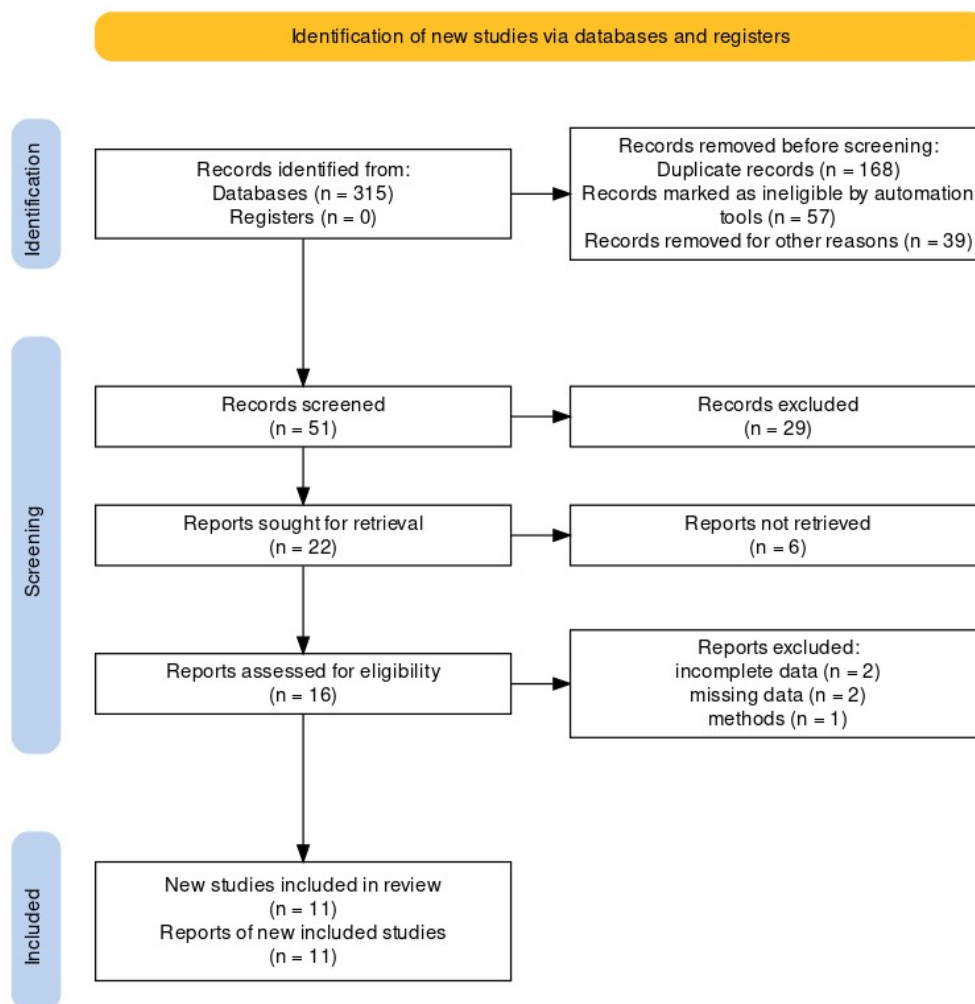 Identification of new studies via databases and registers
Identification
Records identified from:
Databases (n = 315)
Registers (n = 0)
Records removed before screening:
Duplicate records (n = 168)
Records marked as ineligible by automation
tools (n = 57)
Records removed for other reasons (n = 39)
Screening
Records screened
(n = 51)
Records excluded
(n = 29)
Reports sought for retrieval
(n = 22)
Reports not retrieved
(n = 6)
Reports assessed for eligibility
(n = 16)
Reports excluded:
incomplete data (n = 2)
missing data (n = 2)
methods (n = 1)
Included
New studies included in review
(n = 11)
Reports of new included studies
(n = 11)